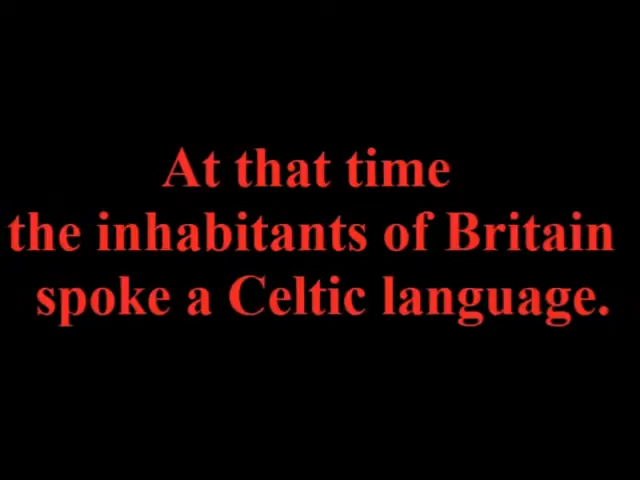 At that time
the inhabitants of Britain
spoke a Celtic language.